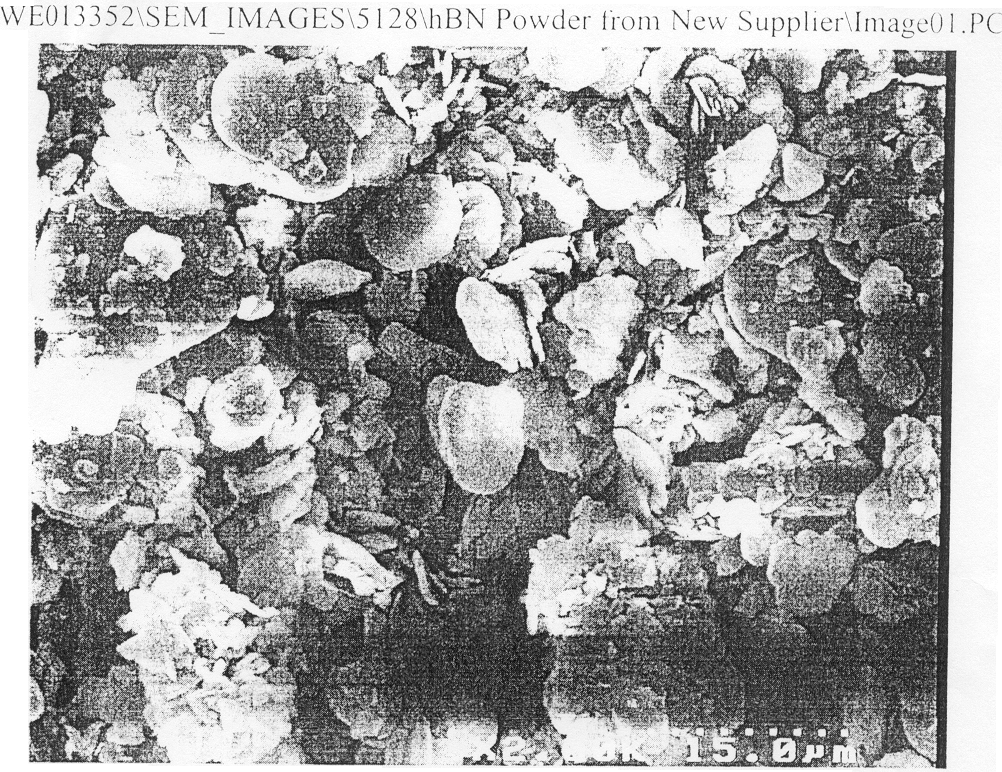 WE013352\SEM_IMAGES\5128\hBN Powder from New Supplier\Image01.PC
15.0μm